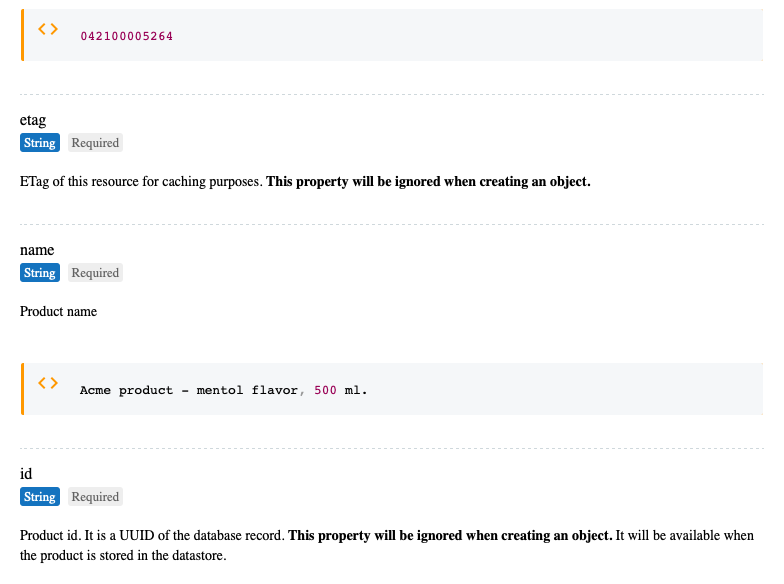 042100005264
etag
String Required
ETag of this resource for caching purposes. This property will be ignored when creating an object.
name
String Required
Product name
Acme product - mentol flavor, 500 ml.
id
String Required
Product id. It is a UUID of the database record. This property will be ignored when creating an object. It will be available when
the product is stored in the datastore.